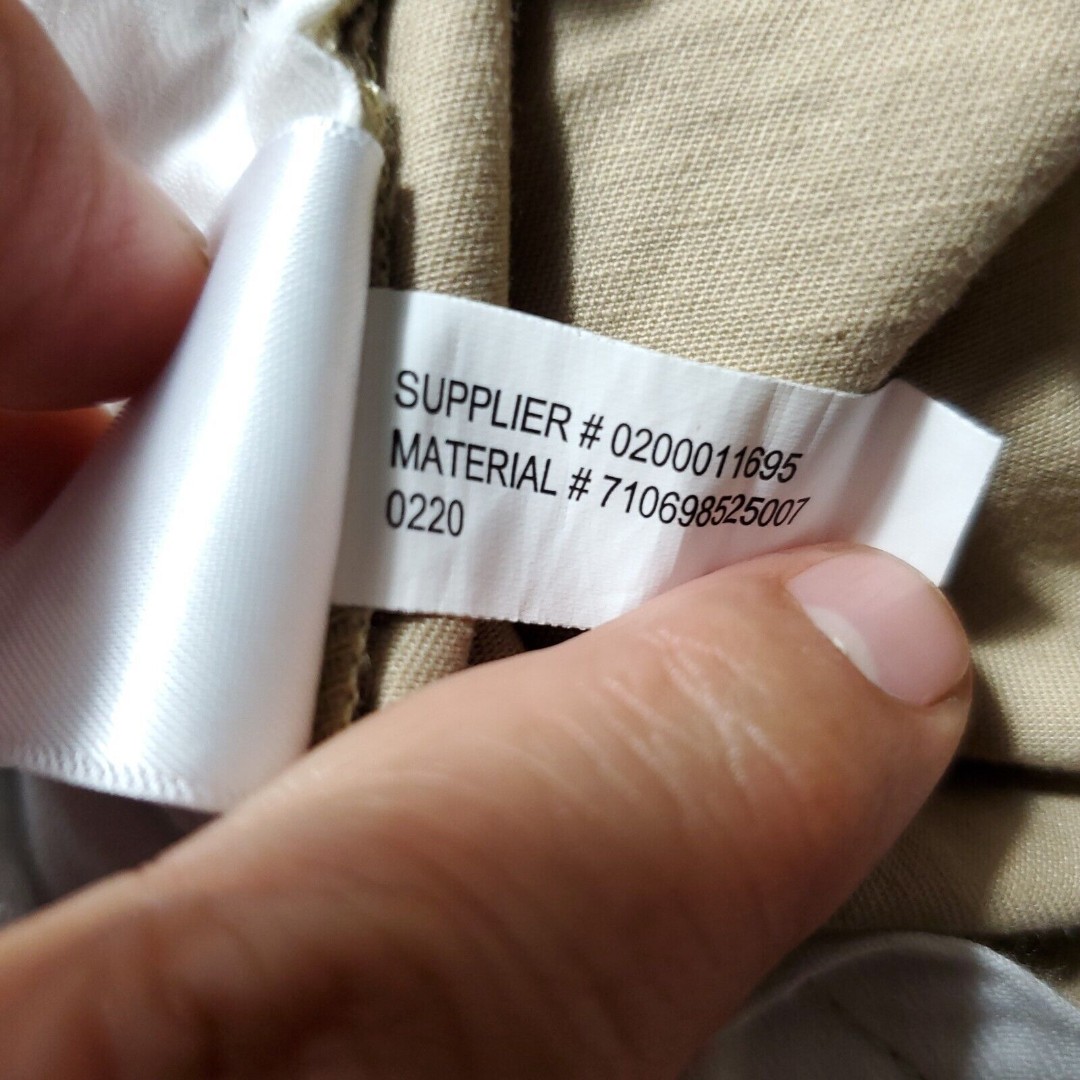 SUPPLIER # 0200011695
MATERIAL # 710698525007
0220